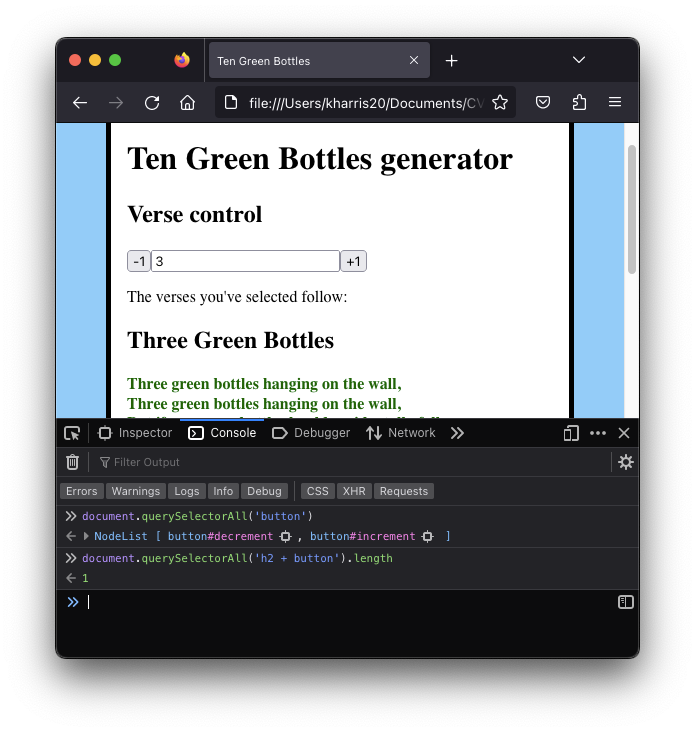 Ten Green Bottles
file:///Users/kharris20/Documents/CV
Ten Green Bottles generator
Verse control
-1 3 +1
The verses you've selected follow:
Three Green Bottles
Three green bottles hanging on the wall,
Three green bottles hanging on the wall,
Inspector Console Debugger Network
Filter Output
Errors Warnings Logs Info Debug CSS XHR Requests
document.querySelectorAll('button')
NodeList [ button#decrement , button#increment ]
document.querySelectorAll('h2 + button').length
1